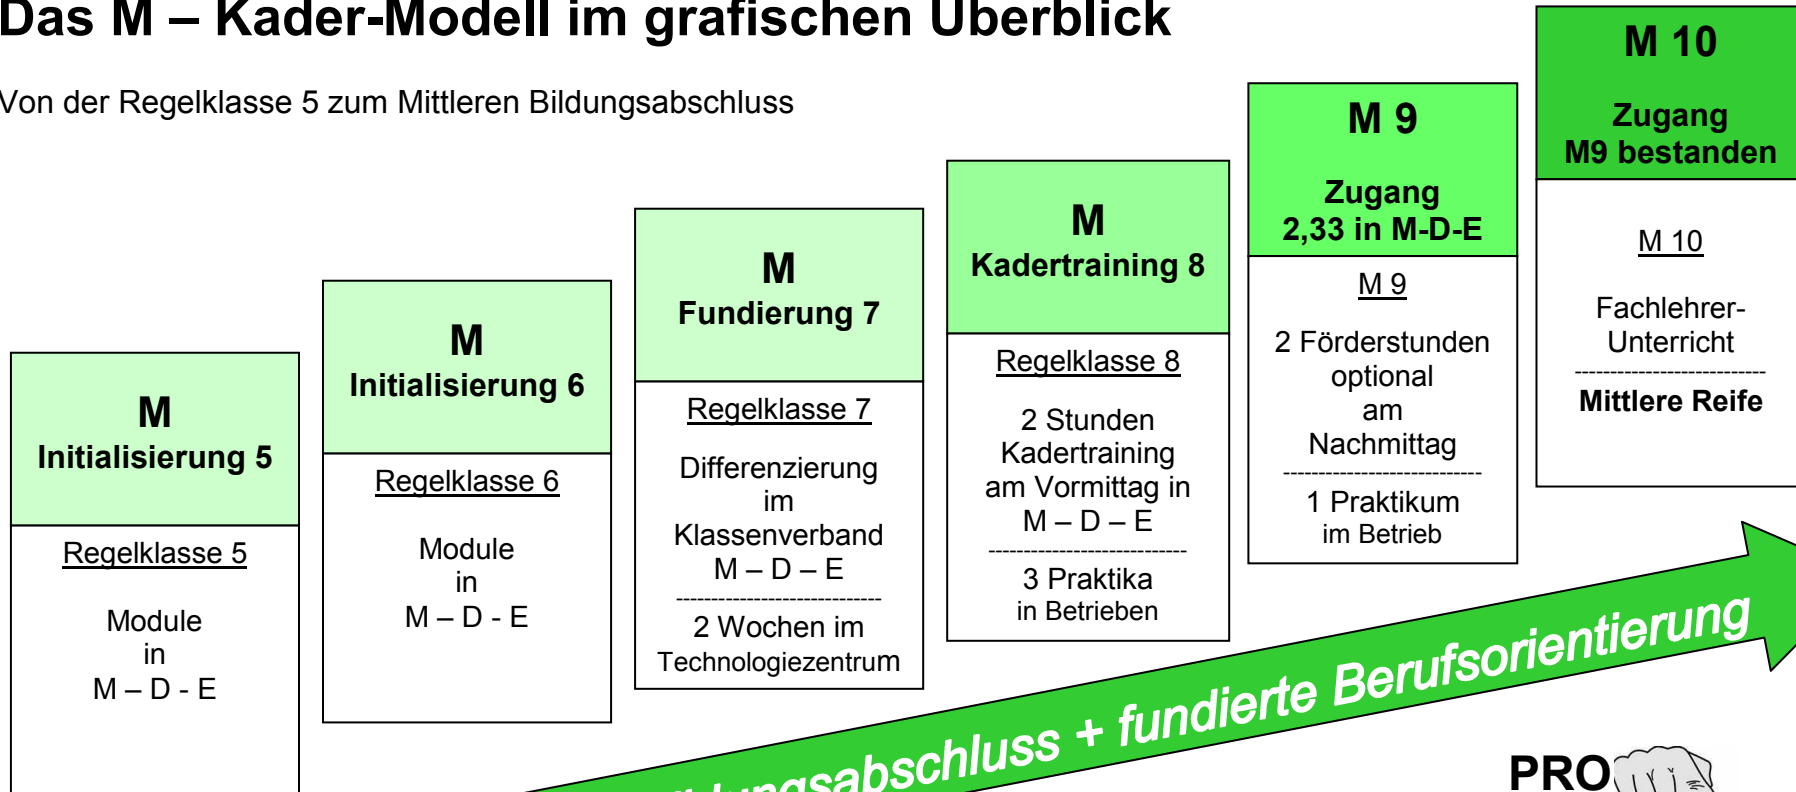 Das M – Kader-Modell im grafischen Überblick
Von der Regelklasse 5 zum Mittleren Bildungsabschluss
M
Initialisierung 5
Regelklasse 5
Module
in
M – D - E
M
Initialisierung 6
Regelklasse 6
Module
in
M – D - E
M
Fundierung 7
Regelklasse 7
Differenzierung
im
Klassenverband
M – D – E
-----------------------------
2 Wochen im
Technologiezentrum
M
Kadertraining 8
Regelklasse 8
2 Stunden
Kadertraining
am Vormittag in
M – D – E
----------------------------
3 Praktika
in Betrieben
M 9
Zugang
2,33 in M-D-E
M 9
2 Förderstunden
optional
am
Nachmittag
----------------------------
1 Praktikum
im Betrieb
M 10
Zugang
M9 bestanden
M 10
Fachlehrer-
Unterricht
---------------------------
Mittlere Reife
ldungsabschluss + fundierte Berufsorientierung
PRO